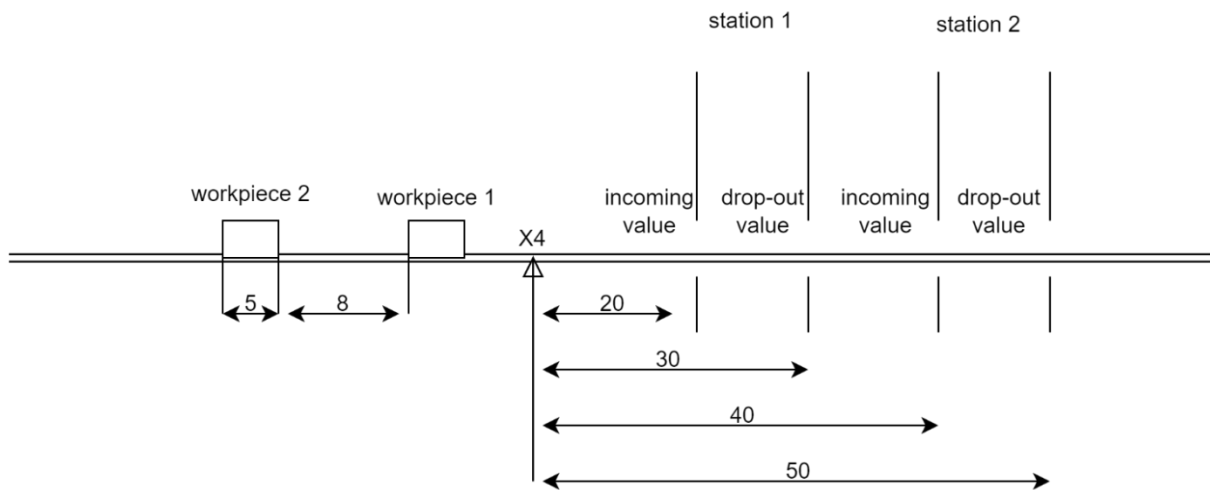 station 1
station 2
workpiece 2
workpiece 1
incoming
value
drop-out
value
incoming
value
drop-out
value
X4
5
8
20
30
40
50